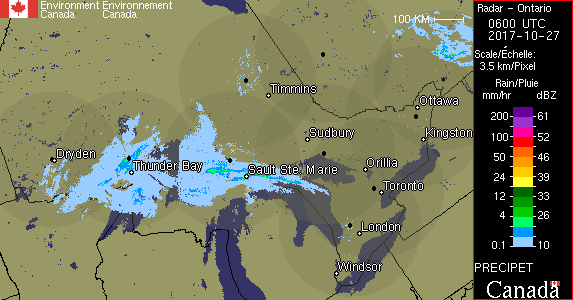 Environment Environnement
Canada Canada
100 KM
Timmins
Ottawa
Sudbury
Kingston
Dryden
Thunder Bay
Sault Ste. Marie
Orillia
Toronto
London
Windsor
Radar - Ontario
0600 UTC
2017-10-27
Scale/Échelle:
3.5 km/Pixel
Rain/Pluie
mm/hr dBZ
200 61
100 52
50 46
24 39
12 33
4 26
0.1 10
PRECIPET
Canada